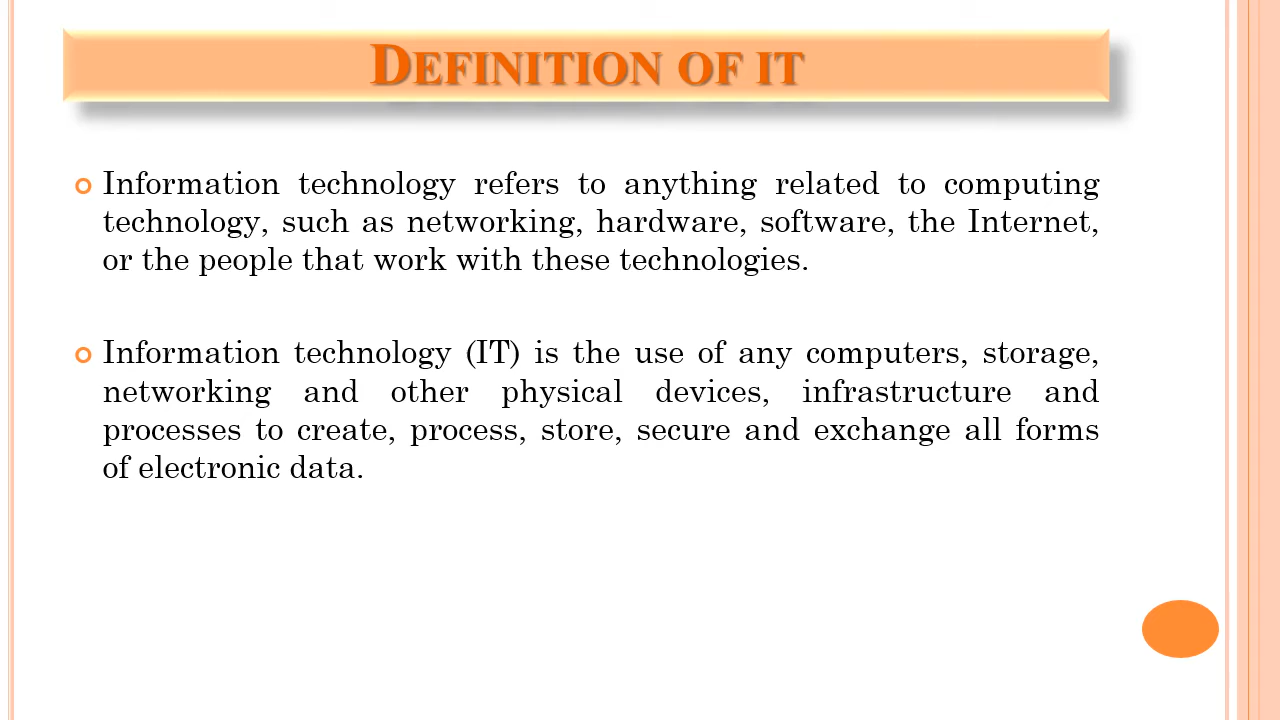 DEFINITION OF IT
Information technology refers to anything related to computing
technology, such as networking, hardware, software, the Internet,
or the people that work with these technologies.
Information technology (IT) is the use of any computers, storage,
networking and other physical devices, infrastructure and
processes to create, process, store, secure and exchange all forms
of electronic data.